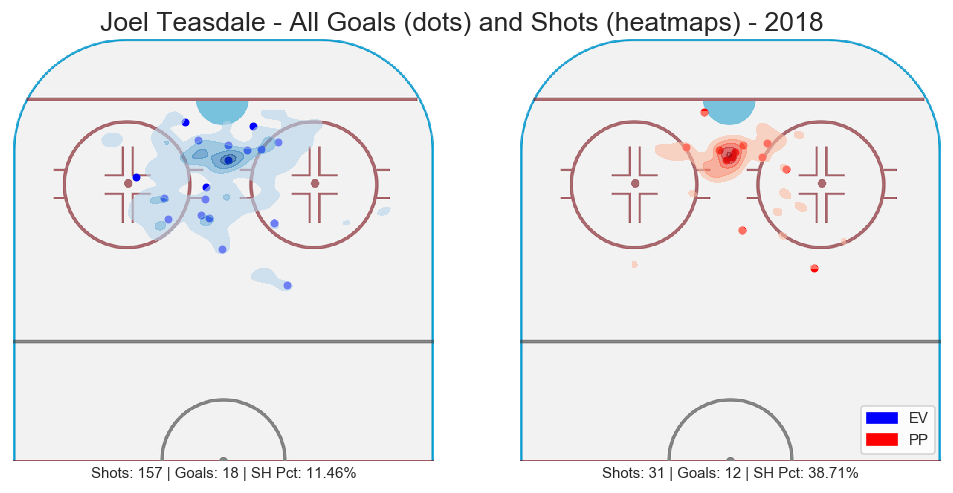 Joel Teasdale - All Goals (dots) and Shots (heatmaps) - 2018
EV
PP
Shots: 157 | Goals: 18 | SH Pct: 11.46%
Shots: 31 | Goals: 12 | SH Pct: 38.71%